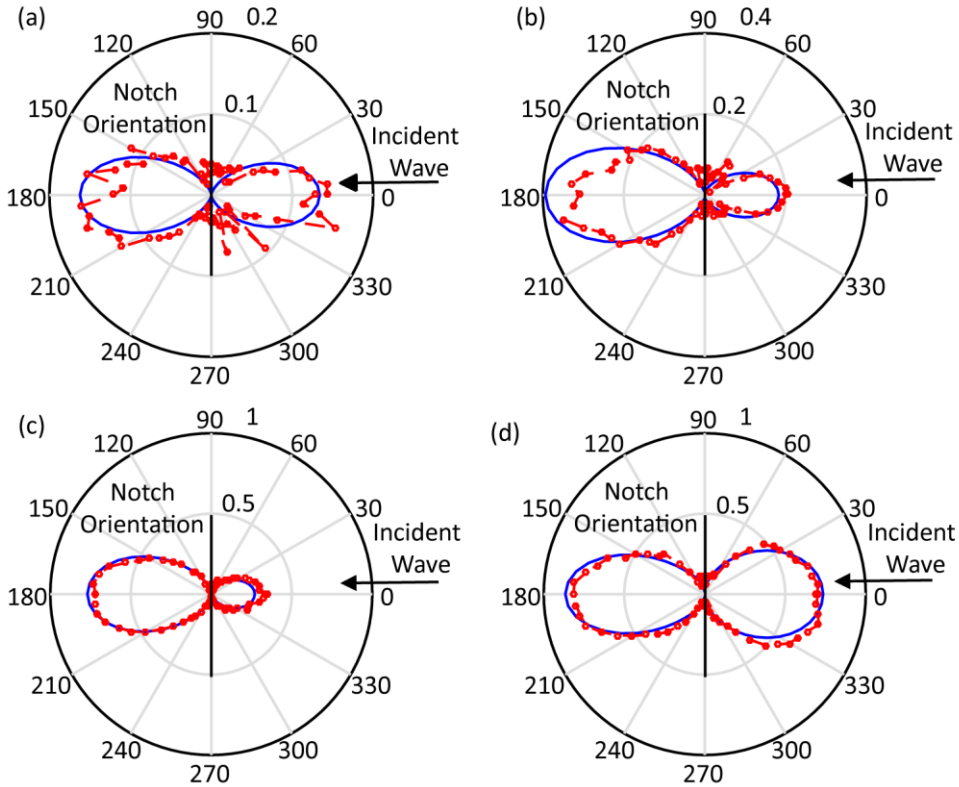 (a)
90
0.2
120
60
150
Notch
0.1
30
Orientation
Incident
Wave
180
0
210
330
240
300
270
(b)
90
0.4
120
60
150
Notch
0.2
30
Orientation
Incident
Wave
180
0
210
330
240
300
270
(c)
90
1
120
60
150
Notch
0.5
30
Orientation
Incident
Wave
180
0
210
330
240
300
270
(d)
90
1
120
60
150
Notch
0.5
30
Orientation
Incident
Wave
180
0
210
330
240
300
270